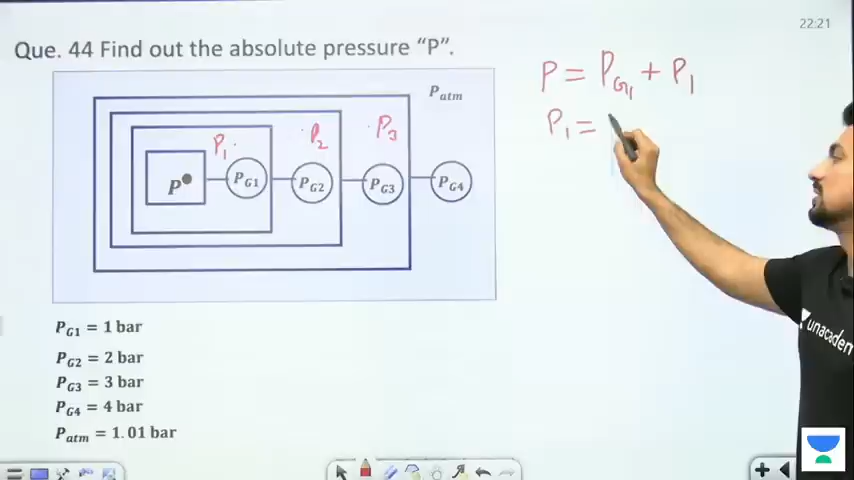 22:21
Que. 44 Find out the absolute pressure “P”.
P = PG1 + P1
P1 =
Patm
P1
P2
P3
P
PG1
PG2
PG3
PG4
PG1 = 1 bar
PG2 = 2 bar
PG3 = 3 bar
PG4 = 4 bar
Patm = 1.01 bar
unacadem